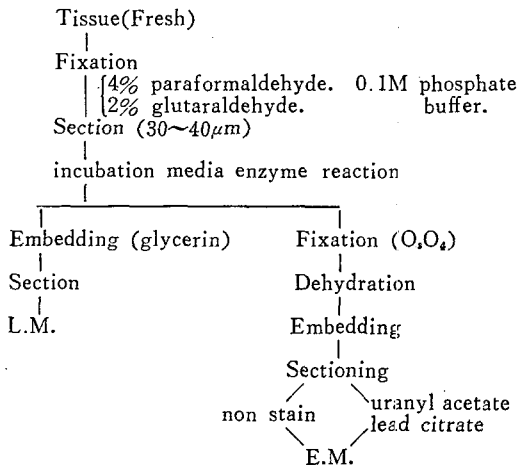 Tissue(Fresh)
Fixation
4% paraformaldehyde. 0.1M phosphate
2% glutaraldehyde. buffer.
Section (30~40μm)
incubation media enzyme reaction
Embedding (glycerin) Fixation (OsO4)
Section Dehydration
L.M. Embedding
Sectioning
non stain uranyl acetate
lead citrate
E.M.